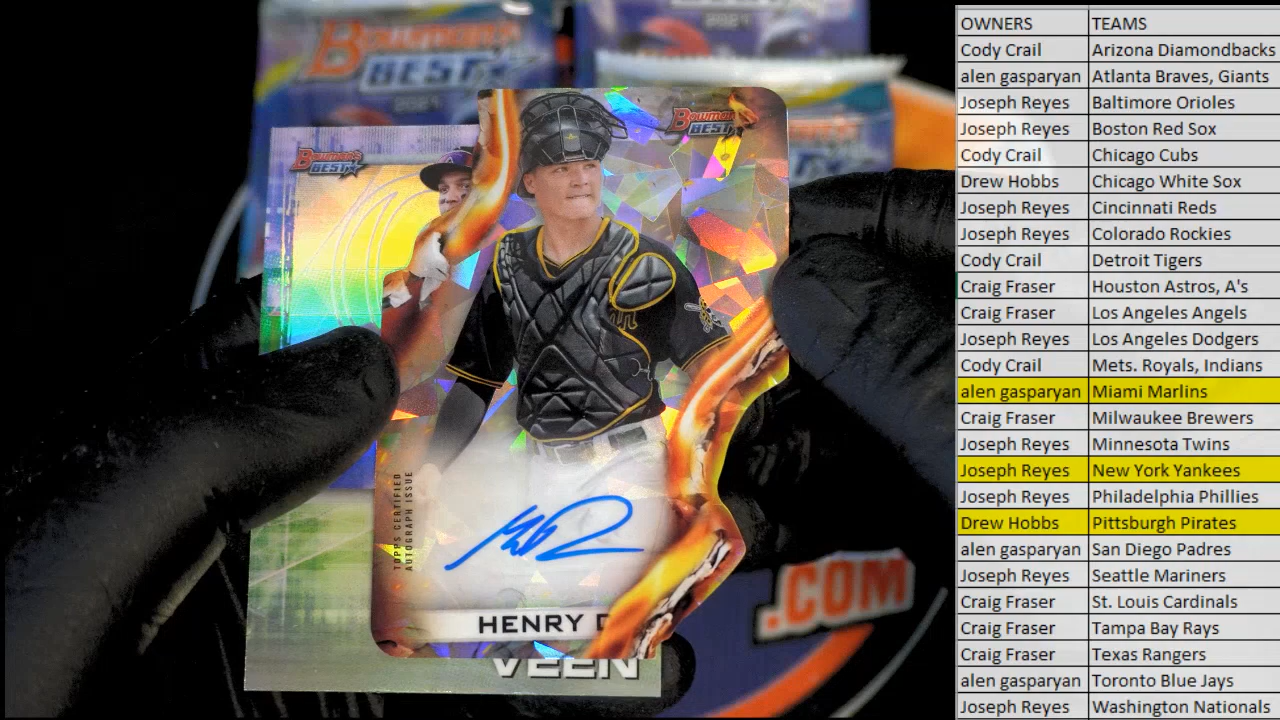 Bowman's
BEST
2021
2021
Bowman's
BEST
Bowman's
BEST
TOPPS CERTIFIED
AUTOGRAPH ISSUE
HENRY
VEEN
.COM
OWNERS TEAMS
Cody Crail Arizona Diamondbacks
alen gasparyan Atlanta Braves, Giants
Joseph Reyes Baltimore Orioles
Joseph Reyes Boston Red Sox
Cody Crail Chicago Cubs
Drew Hobbs Chicago White Sox
Joseph Reyes Cincinnati Reds
Joseph Reyes Colorado Rockies
Cody Crail Detroit Tigers
Craig Fraser Houston Astros, A's
Craig Fraser Los Angeles Angels
Joseph Reyes Los Angeles Dodgers
Cody Crail Mets. Royals, Indians
alen gasparyan Miami Marlins
Craig Fraser Milwaukee Brewers
Joseph Reyes Minnesota Twins
Joseph Reyes New York Yankees
Joseph Reyes Philadelphia Phillies
Drew Hobbs Pittsburgh Pirates
alen gasparyan San Diego Padres
Joseph Reyes Seattle Mariners
Craig Fraser St. Louis Cardinals
Craig Fraser Tampa Bay Rays
Craig Fraser Texas Rangers
alen gasparyan Toronto Blue Jays
Joseph Reyes Washington Nationals